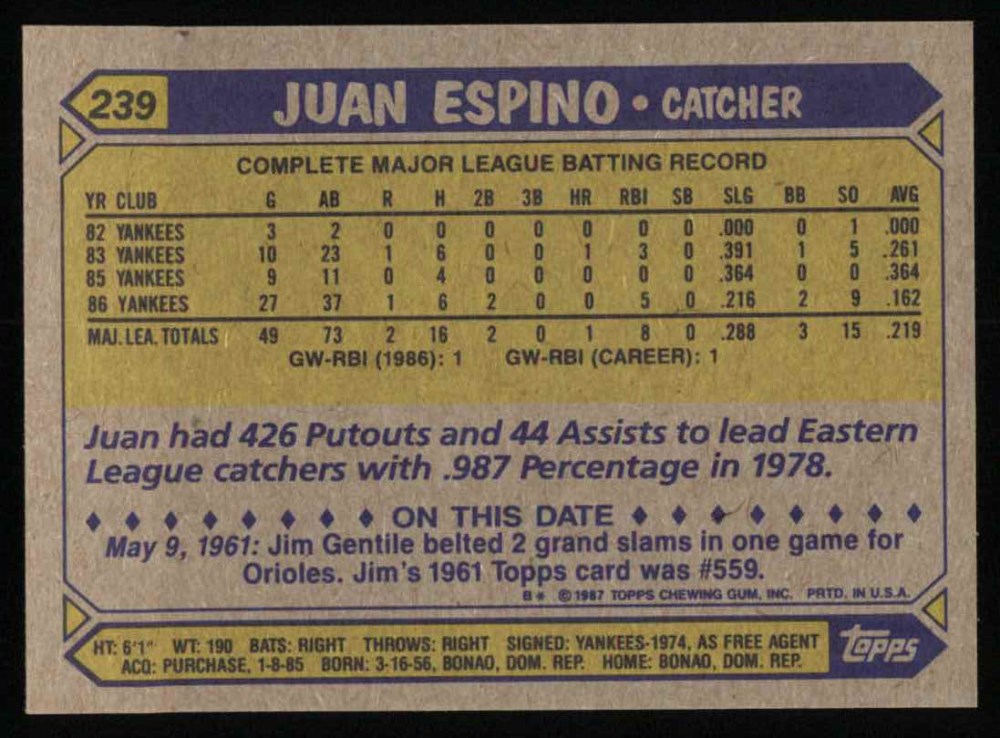 239 JUAN ESPINO • CATCHER
COMPLETE MAJOR LEAGUE BATTING RECORD
YR CLUB G AB R H 2B 3B HR RBI SB SLG BB SO AVG
82 YANKEES 3 2 0 0 0 0 0 0 0 .000 0 1 .000
83 YANKEES 10 23 1 6 0 0 1 3 0 .391 1 5 .261
85 YANKEES 9 11 0 4 0 0 0 0 0 .364 0 0 .364
86 YANKEES 27 37 1 6 2 0 0 5 0 .216 2 9 .162
MAJ. LEA. TOTALS 49 73 2 16 2 0 1 8 0 .288 3 15 .219
GW-RBI (1986): 1 GW-RBI (CAREER): 1
Juan had 426 Putouts and 44 Assists to lead Eastern
League catchers with .987 Percentage in 1978.
♦ ♦ ♦ ♦ ♦ ♦ ♦ ♦ ON THIS DATE ♦ ♦ ♦ ♦ ♦ ♦ ♦ ♦
May 9, 1961: Jim Gentile belted 2 grand slams in one game for
Orioles. Jim's 1961 Topps card was #559.
B* © 1987 TOPPS CHEWING GUM, INC. PRTD. IN U.S.A.
HT: 6'1" WT: 190 BATS: RIGHT THROWS: RIGHT SIGNED: YANKEES-1974, AS FREE AGENT
ACQ: PURCHASE, 1-8-85 BORN: 3-16-56, BONAO, DOM. REP. HOME: BONAO, DOM. REP.
topps